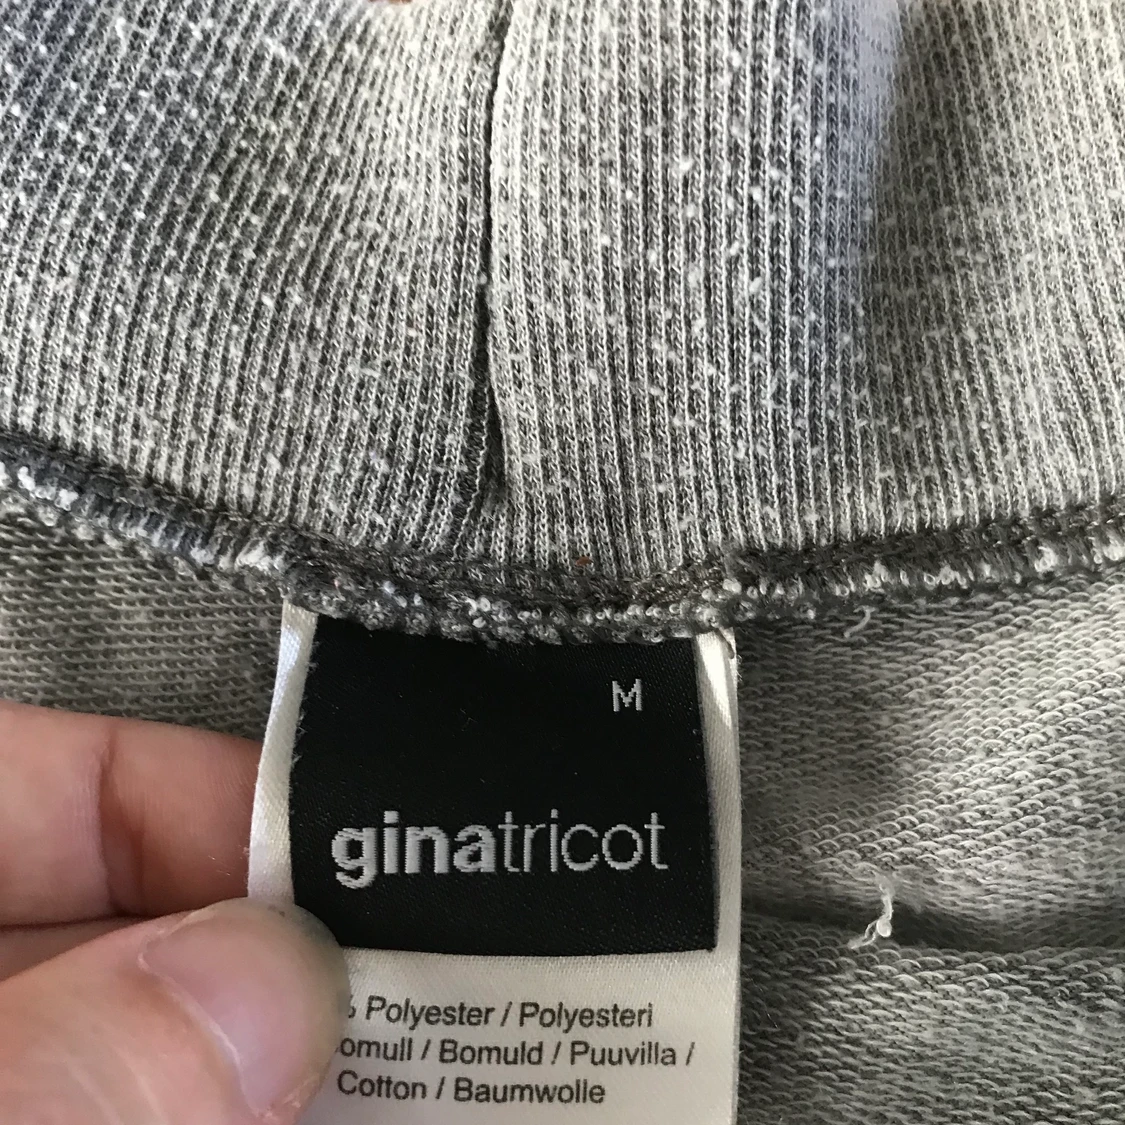 M
ginatricot
% Polyester / Polyesteri
omull / Bomuld / Puuvilla /
Cotton / Baumwolle